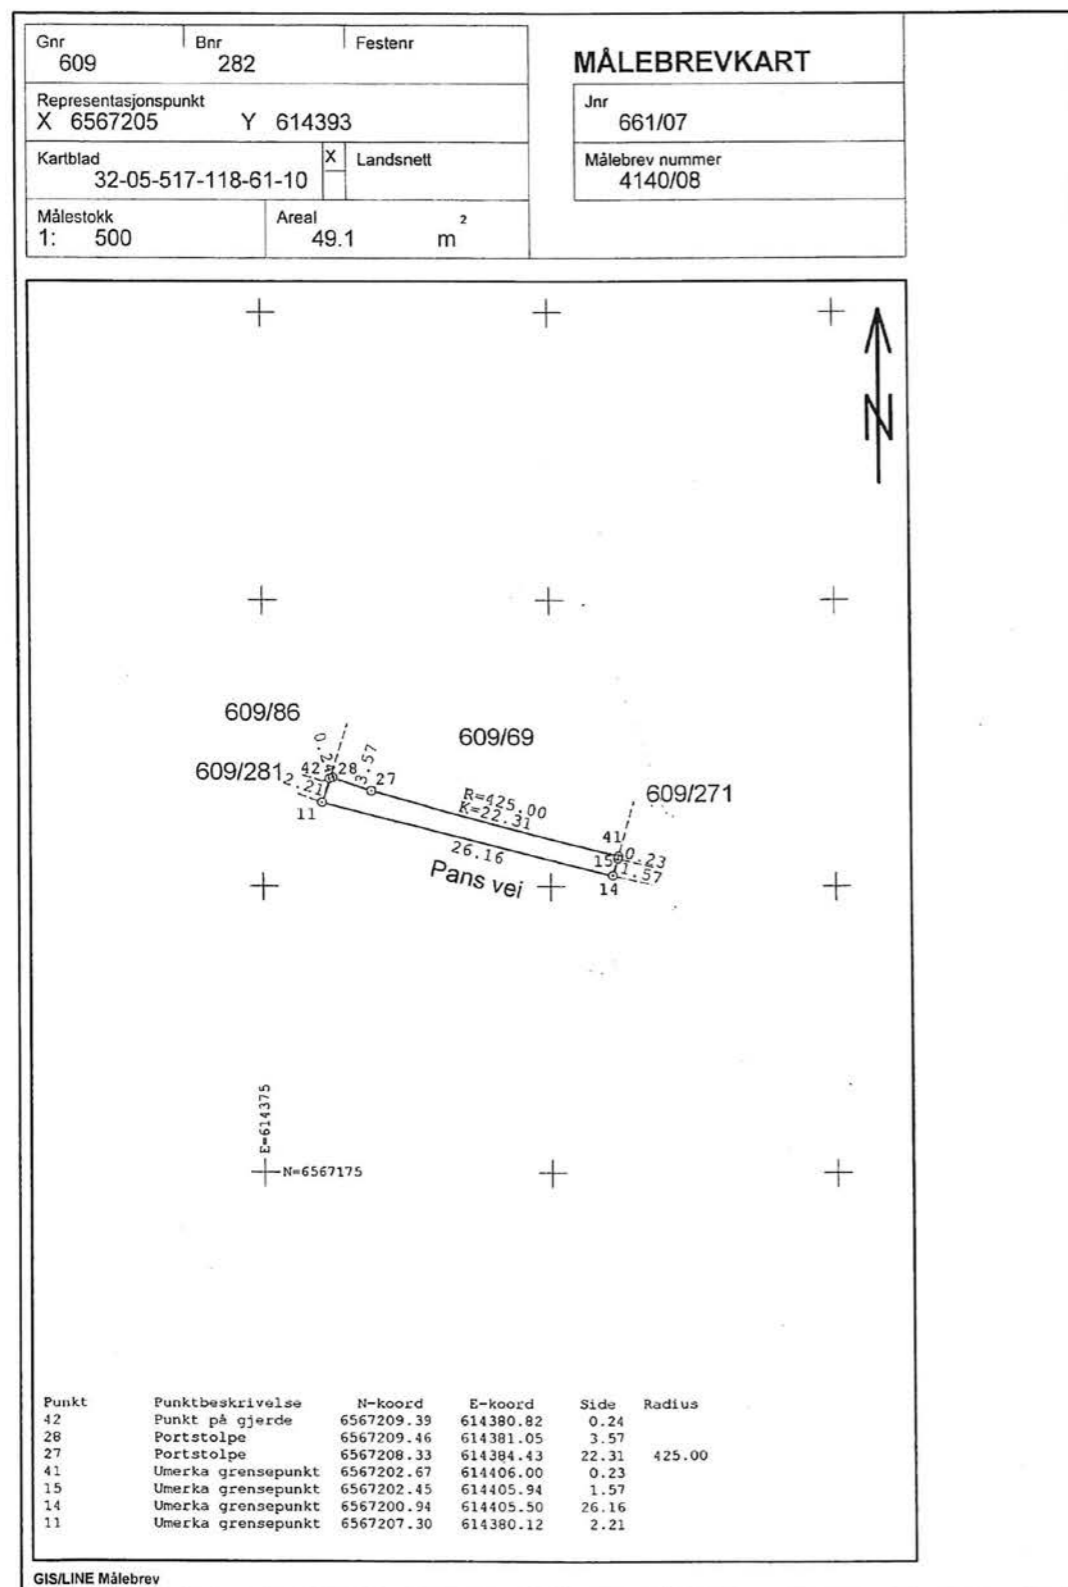 Gnr Bnr Festenr
609 282
MÅLEBREVKART
Representasjonspunkt
X 6567205 Y 614393
Jnr
661/07
Kartblad X Landsnett
32-05-517-118-61-10
Målebrev nummer
4140/08
Målestokk Areal 2
1: 500 49.1 m
N
609/86
609/69
0.24
3.57
609/281 42 28 27
2.21
11
R=425.00
K=22.31
609/271
41
26.16
15 0.23
1.57
Pans vei
14
E=614375
N=6567175
Punkt Punktbeskrivelse N-koord E-koord Side Radius
42 Punkt på gjerde 6567209.39 614380.82 0.24
28 Portstolpe 6567209.46 614381.05 3.57
27 Portstolpe 6567208.33 614384.43 22.31 425.00
41 Umerka grensepunkt 6567202.67 614406.00 0.23
15 Umerka grensepunkt 6567202.45 614405.94 1.57
14 Umerka grensepunkt 6567200.94 614405.50 26.16
11 Umerka grensepunkt 6567207.30 614380.12 2.21
GIS/LINE Målebrev